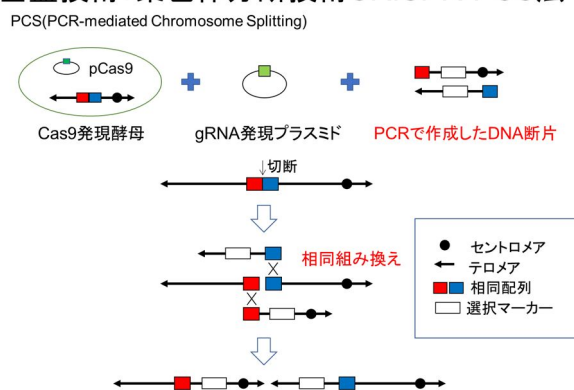 PCS(PCR-mediated Chromosome Splitting)
pCas9
Cas9発現酵母
gRNA発現プラスミド
PCRで作成したDNA断片
切断
相同組み換え
セントロメア
テロメア
相同配列
選択マーカー